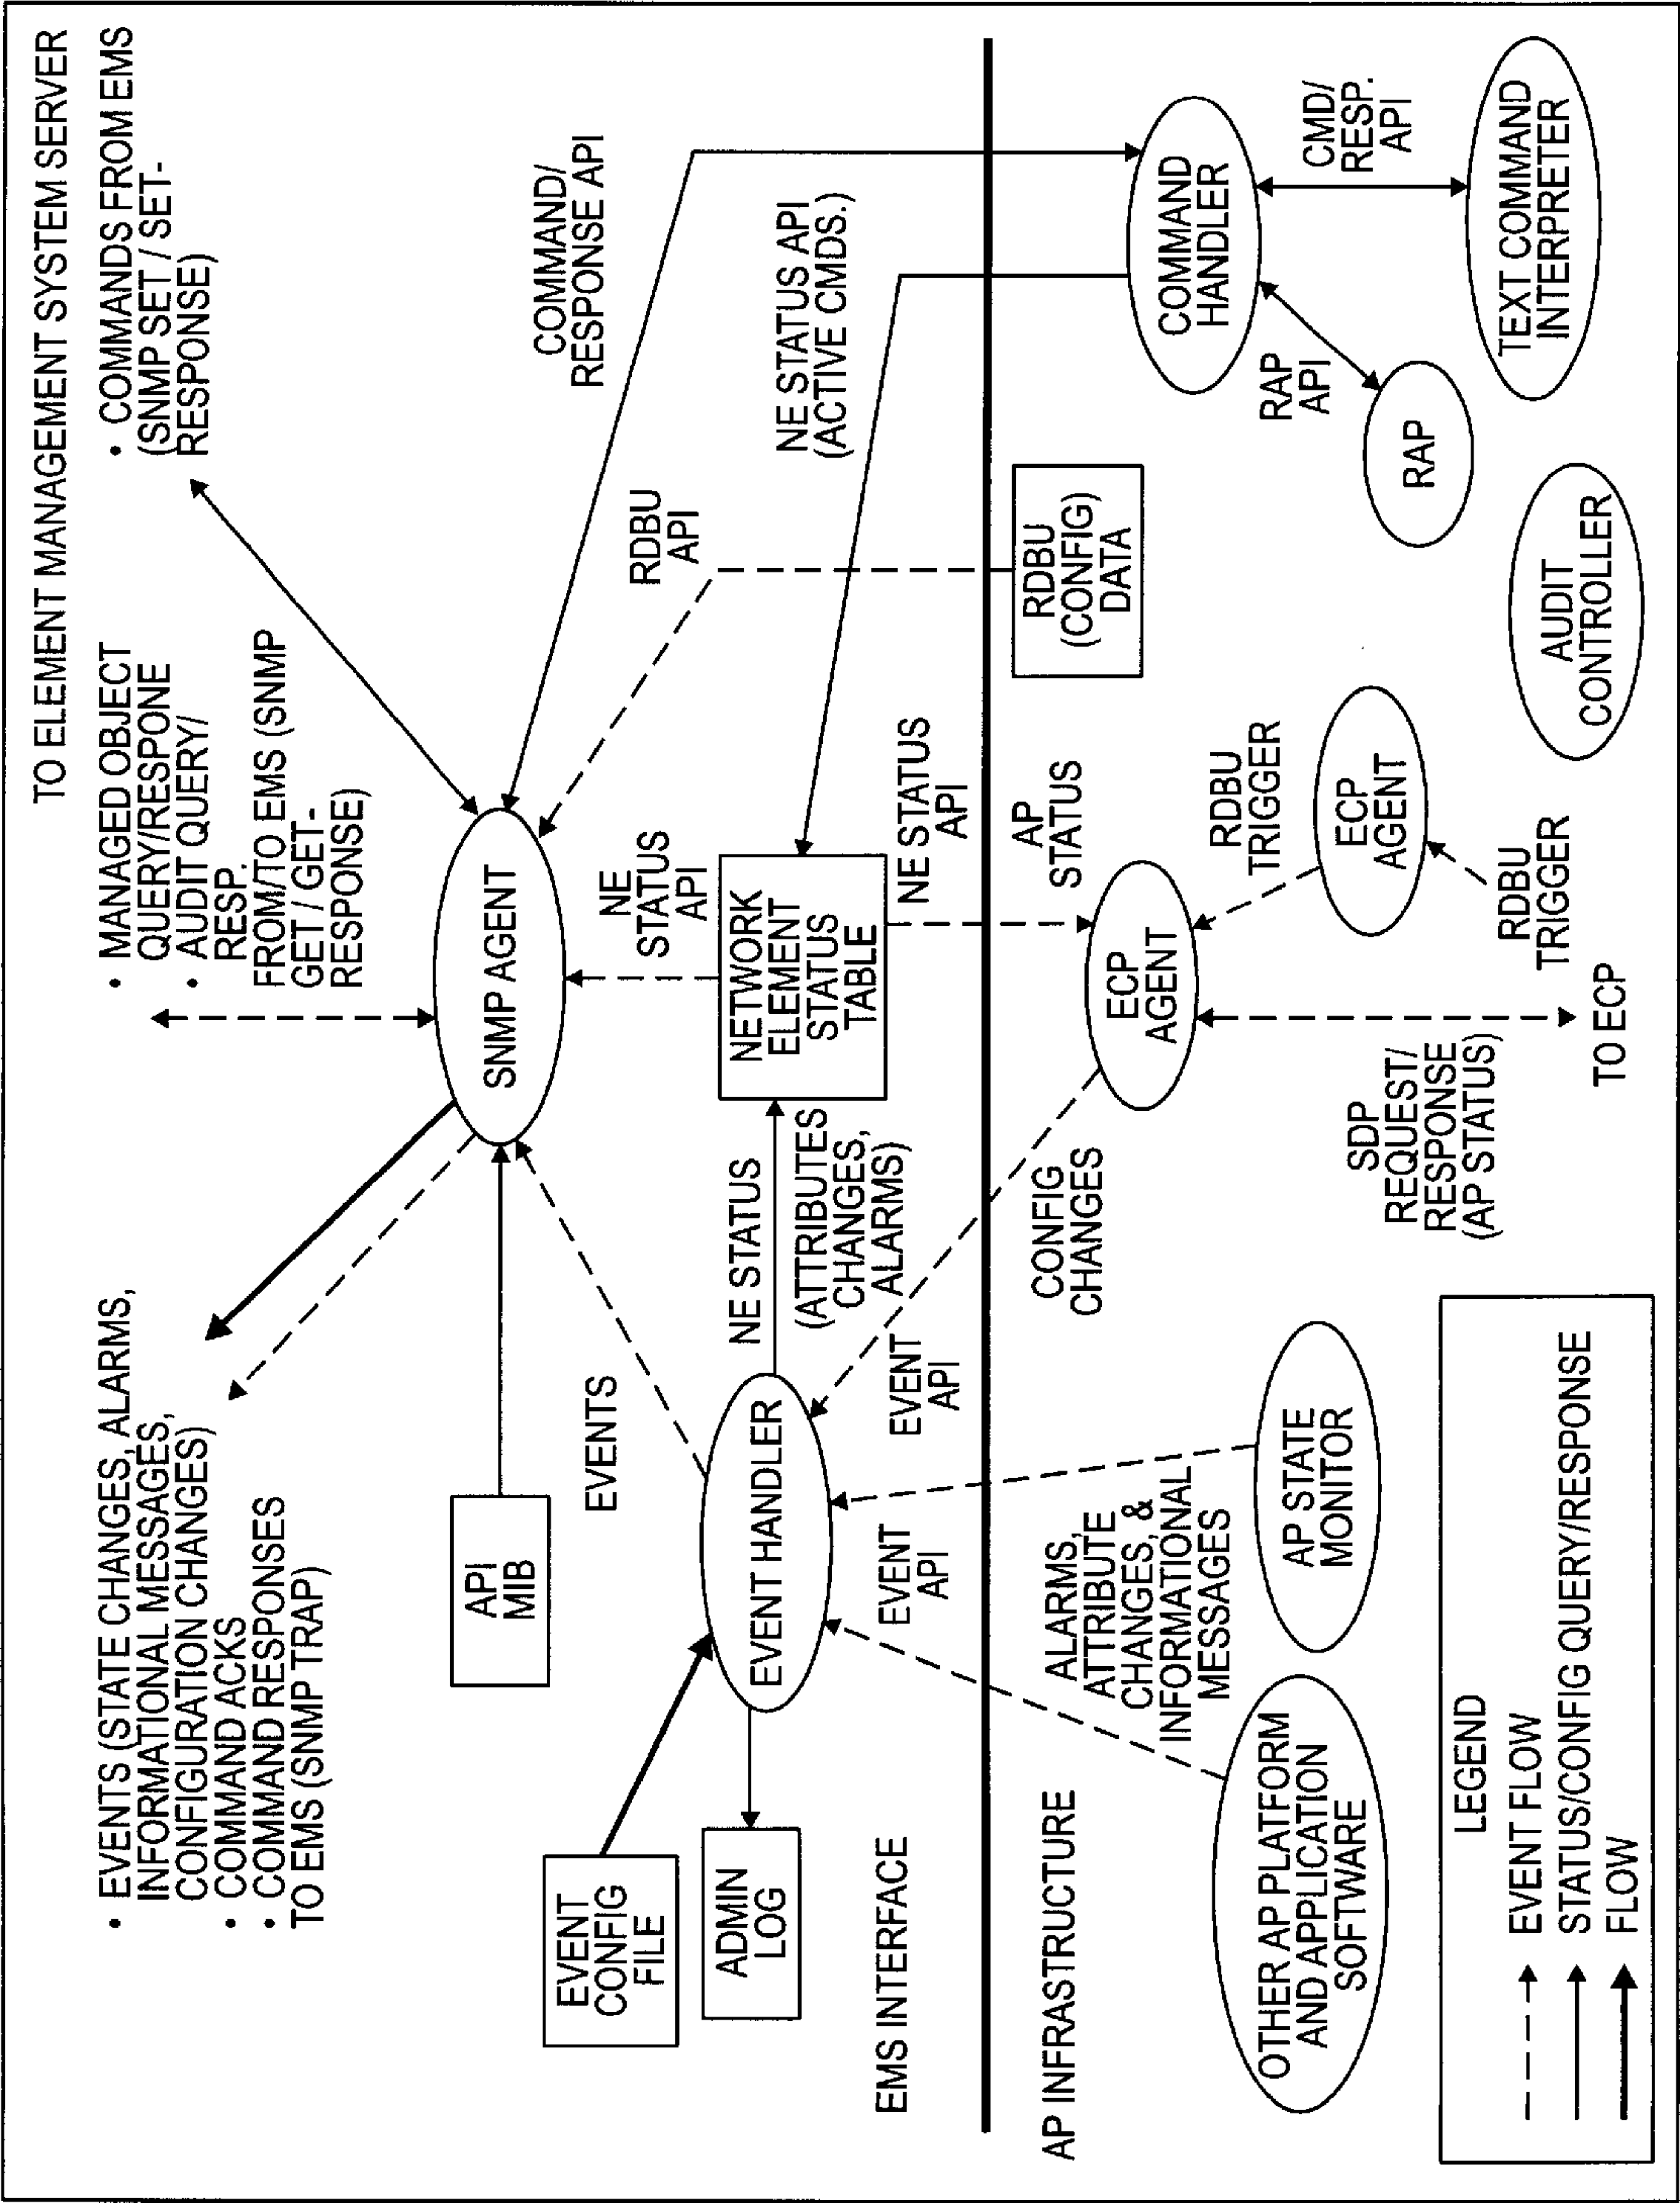 TO ELEMENT MANAGEMENT SYSTEM SERVER
• EVENTS (STATE CHANGES, ALARMS,
INFORMATIONAL MESSAGES,
CONFIGURATION CHANGES)
• COMMAND ACKS
• COMMAND RESPONSES
TO EMS (SNMP TRAP)
• MANAGED OBJECT
QUERY/RESPONE
• AUDIT QUERY/
RESP.
FROM/TO EMS (SNMP
GET / GET-
RESPONSE)
• COMMANDS FROM EMS
(SNMP SET / SET-
RESPONSE)
API
MIB
SNMP AGENT
COMMAND/
RESPONSE API
EVENT
CONFIG
FILE
EVENTS
NE
STATUS
API
RDBU
API
ADMIN
LOG
EVENT HANDLER
NE STATUS
(ATTRIBUTES
CHANGES,
ALARMS)
NETWORK
ELEMENT
STATUS
TABLE
NE STATUS API
(ACTIVE CMDS.)
EMS INTERFACE
EVENT
API
EVENT
API
NE STATUS
API
AP INFRASTRUCTURE
ALARMS,
ATTRIBUTE
CHANGES, &
INFORMATIONAL
MESSAGES
CONFIG
CHANGES
AP
STATUS
RDBU
(CONFIG)
DATA
COMMAND
HANDLER
ECP
AGENT
RDBU
TRIGGER
RAP
API
CMD/
RESP.
API
OTHER AP PLATFORM
AND APPLICATION
SOFTWARE
AP STATE
MONITOR
ECP
AGENT
RAP
SDP
REQUEST/
RESPONSE
(AP STATUS)
RDBU
TRIGGER
TEXT COMMAND
INTERPRETER
AUDIT
CONTROLLER
TO ECP
LEGEND
EVENT FLOW
STATUS/CONFIG QUERY/RESPONSE
FLOW